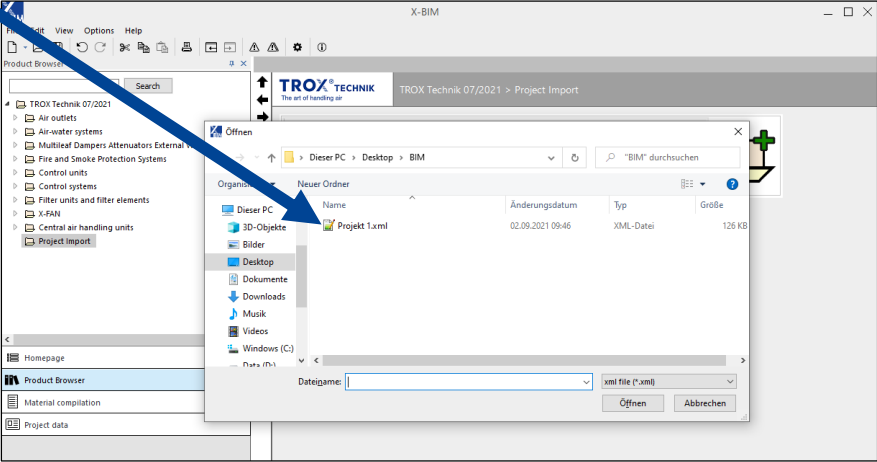 X-BIM
Edit View Options Help
Product Browser
Search
TROX Technik 07/2021
Air outlets
Air-water systems
Multileaf Dampers Attenuators External
Fire and Smoke Protection Systems
Control units
Control systems
Filter units and filter elements
X-FAN
Central air handling units
Project Import
Homepage
Product Browser
Material compilation
Project data
TROX® TECHNIK
The art of handling air
TROX Technik 07/2021 > Project Import
Öffnen
Dieser PC > Desktop > BIM
"BIM" durchsuchen
Neuer Ordner
Name Änderungsdatum Typ Größe
Projekt 1.xml 02.09.2021 09:46 XML-Datei 126 KB
Dieser PC
3D-Objekte
Bilder
Desktop
Dokumente
Downloads
Musik
Videos
Windows (C:)
Data (D:)
Dateiname: xml file (*.xml)
Öffnen Abbrechen